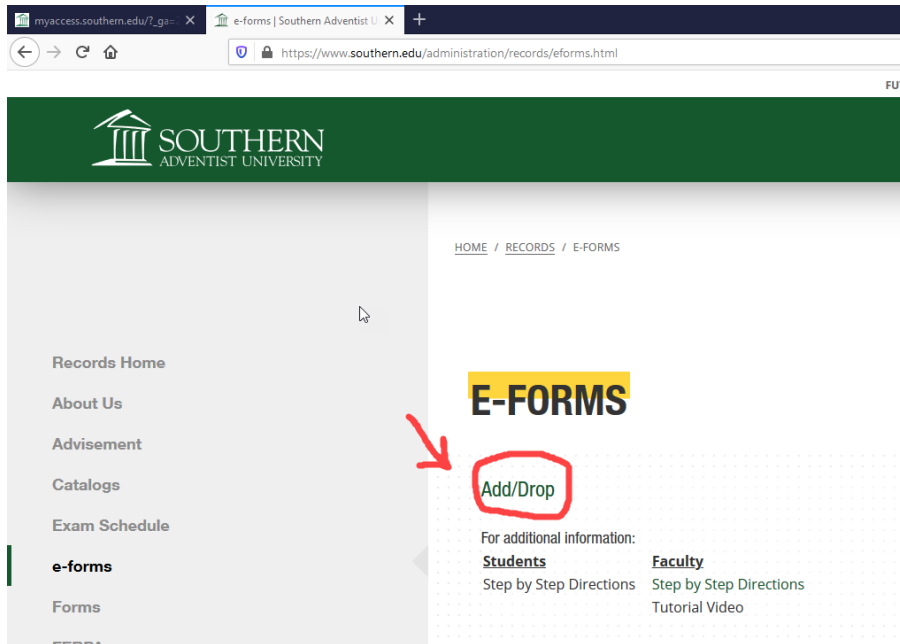 myaccess.southern.edu/?_ga=
e-forms | Southern Adventist U
https://www.southern.edu/administration/records/eforms.html
FU
SOUTHERN
ADVENTIST UNIVERSITY
HOME / RECORDS / E-FORMS
Records Home
About Us
Advisement
Catalogs
Exam Schedule
e-forms
Forms
E-FORMS
Add/Drop
For additional information:
Students Faculty
Step by Step Directions Step by Step Directions
Tutorial Video